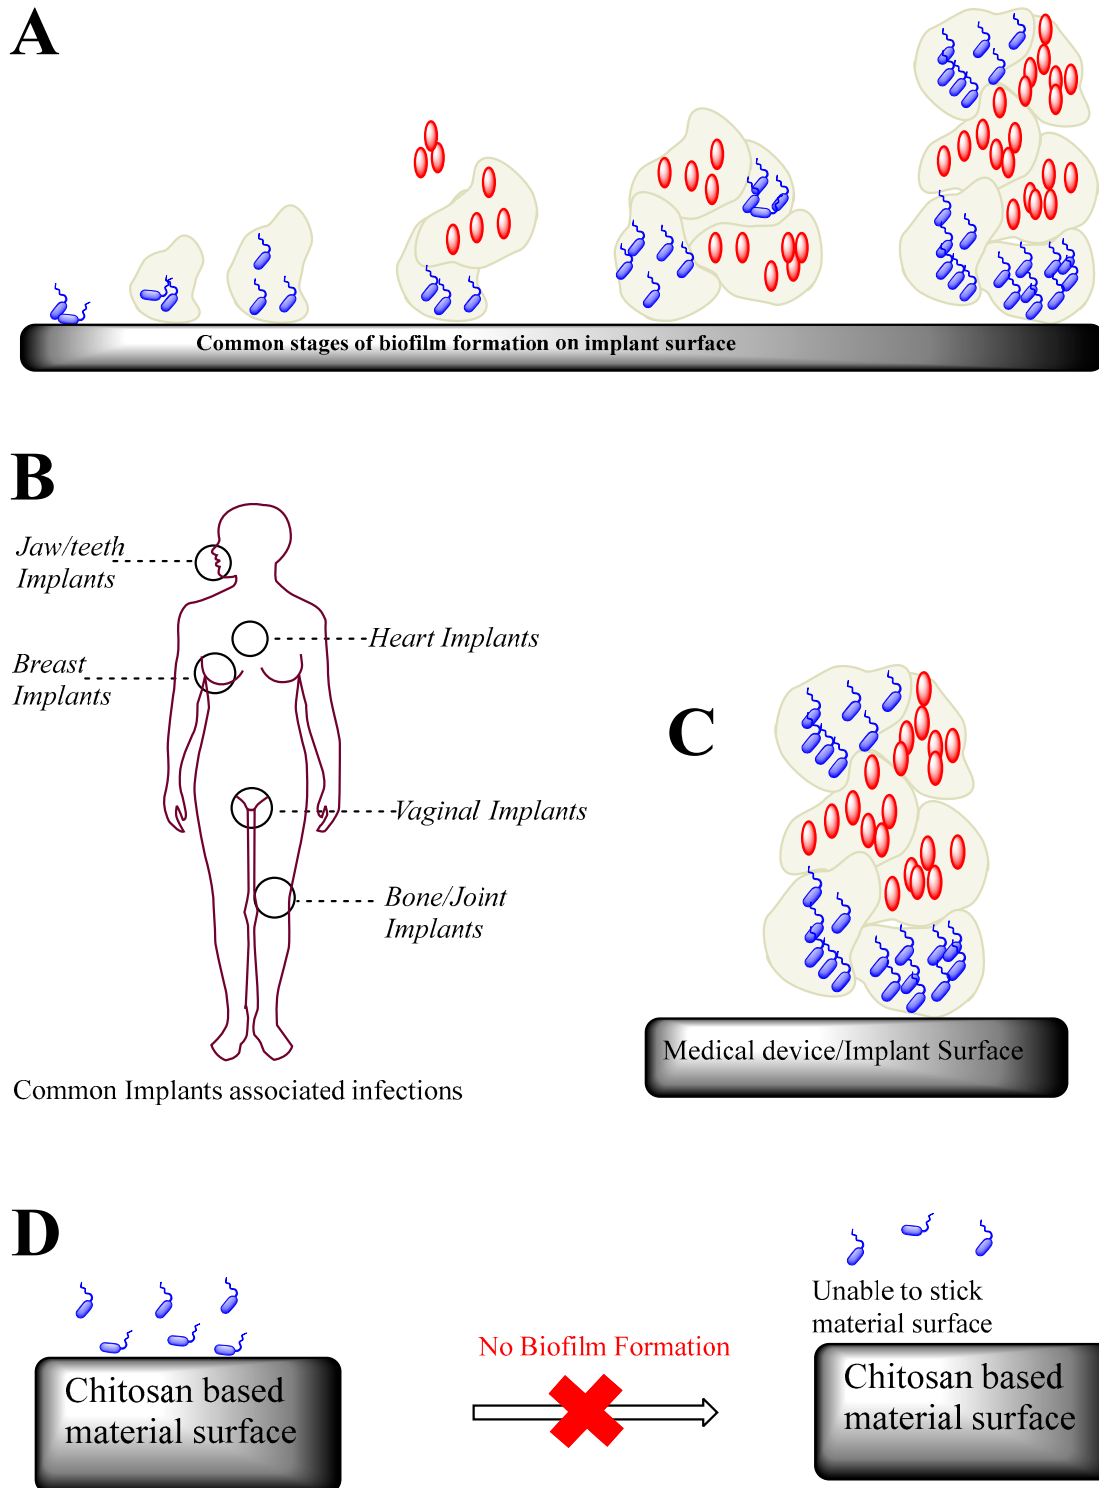 A
Common stages of biofilm formation on implant surface
B
Jaw/teeth
Implants
Heart Implants
Breast
Implants
Vaginal Implants
Bone/Joint
Implants
Common Implants associated infections
C
Medical device/Implant Surface
D
Unable to stick
material surface
No Biofilm Formation
Chitosan based
material surface
Chitosan based
material surface